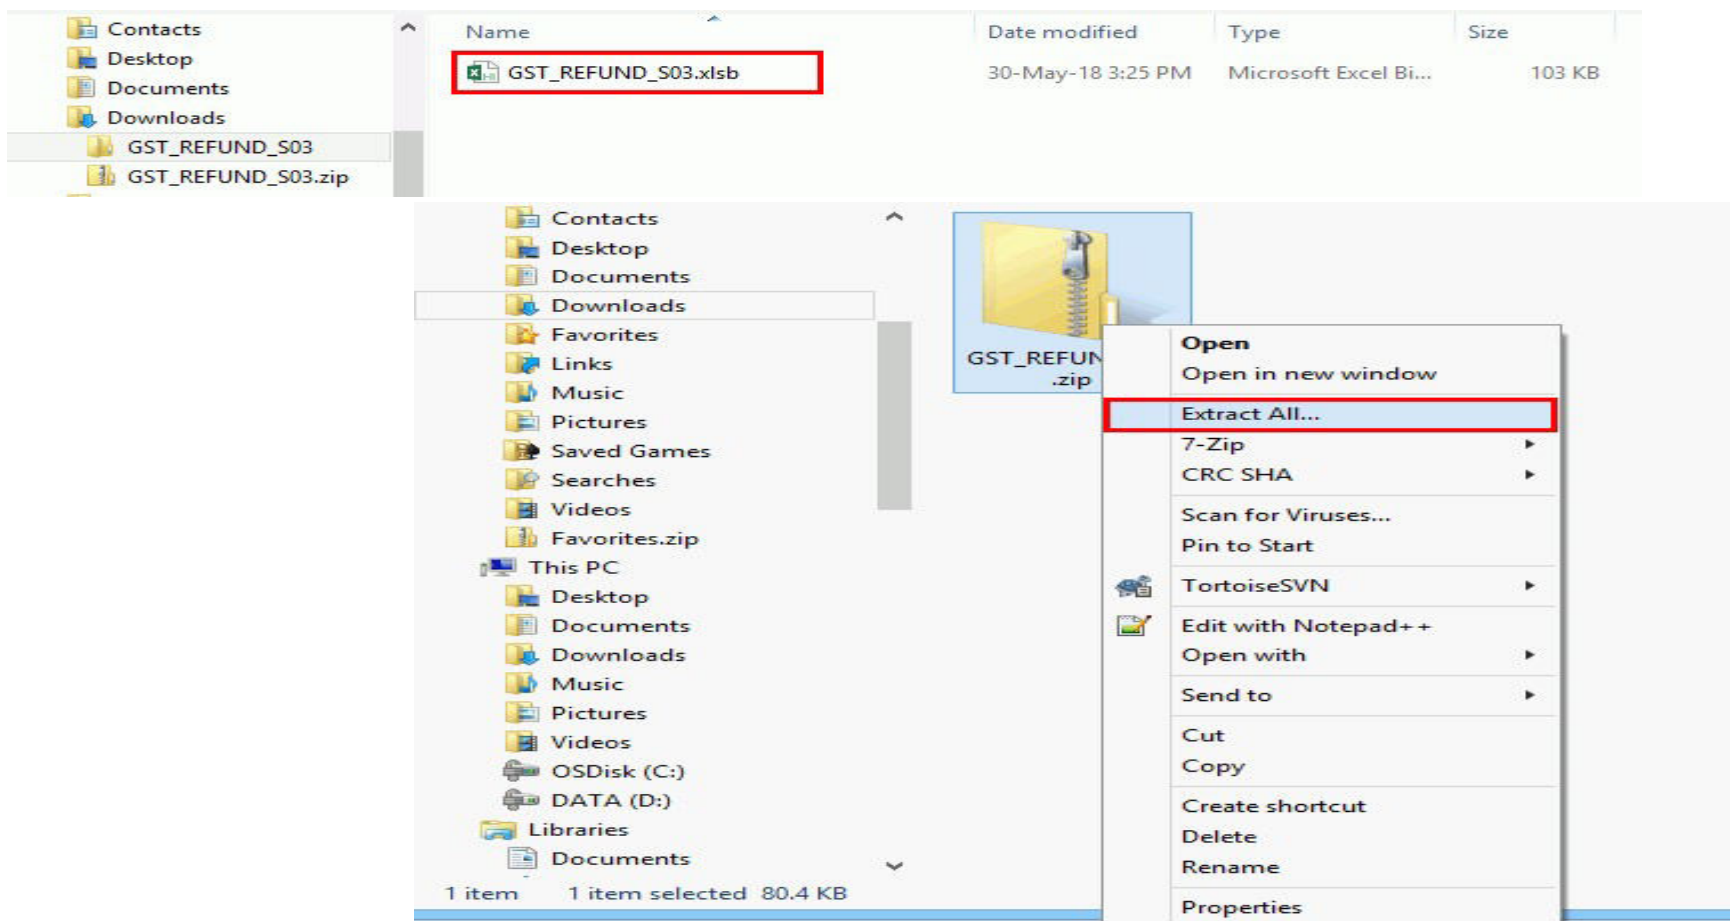 Contacts
Desktop
Documents
Downloads
GST_REFUND_S03
GST_REFUND_S03.zip
Name Date modified Type Size
GST_REFUND_S03.xlsb 30-May-18 3:25 PM Microsoft Excel Bi... 103 KB
Contacts
Desktop
Documents
Downloads
Favorites
Links
Music
Pictures
Saved Games
Searches
Videos
Favorites.zip
This PC
Desktop
Documents
Downloads
Music
Pictures
Videos
OSDisk (C:)
DATA (D:)
Libraries
Documents
1 item 1 item selected 80.4 KB
GST_REFUN
.zip
Open
Open in new window
Extract All...
7-Zip
CRC SHA
Scan for Viruses...
Pin to Start
TortoiseSVN
Edit with Notepad++
Open with
Send to
Cut
Copy
Create shortcut
Delete
Rename
Properties